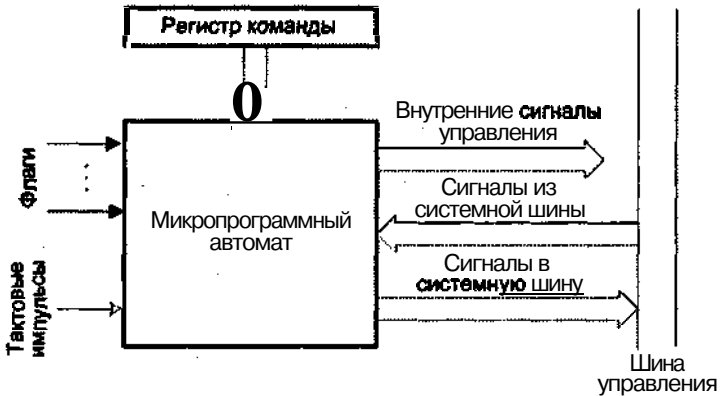 Регистр команды
0
Внутренние сигналы
управления
Флаги
Сигналы из
системной шины
Микропрограммный
автомат
Сигналы в
системную шину
Тактовые
импульсы
Шина
управления